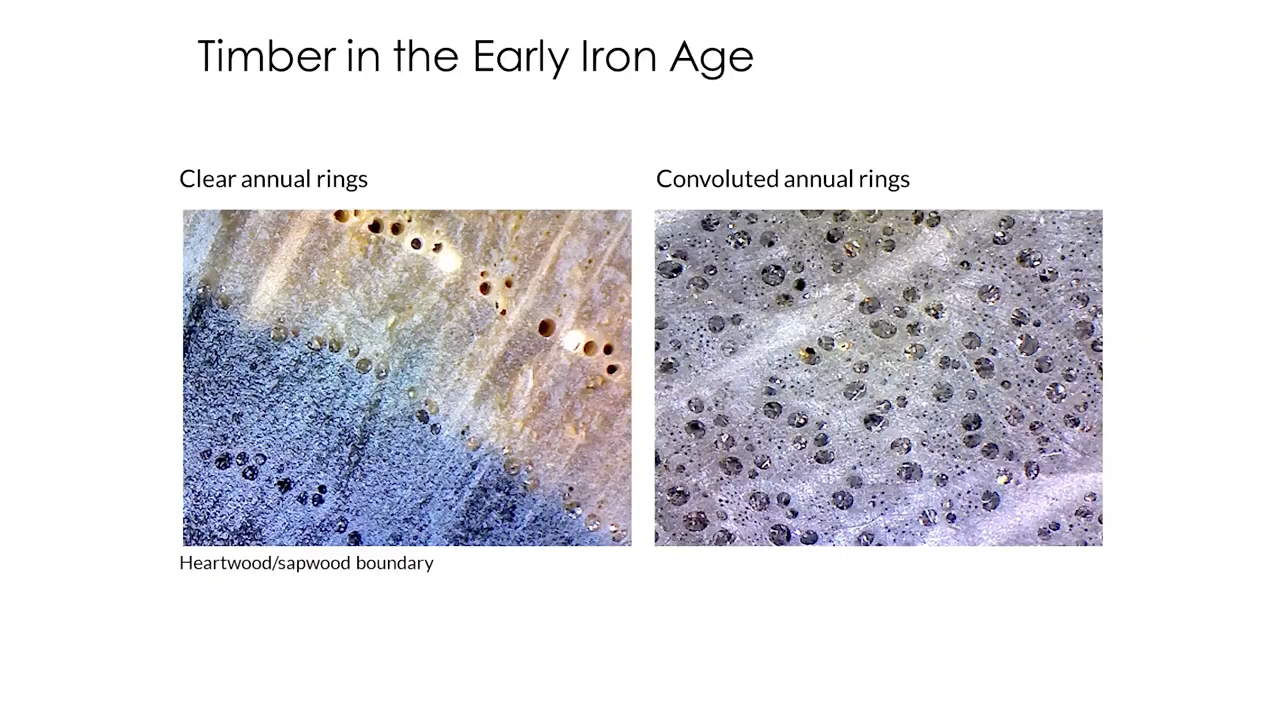 Timber in the Early Iron Age
Clear annual rings
Convoluted annual rings
Heartwood/sapwood boundary